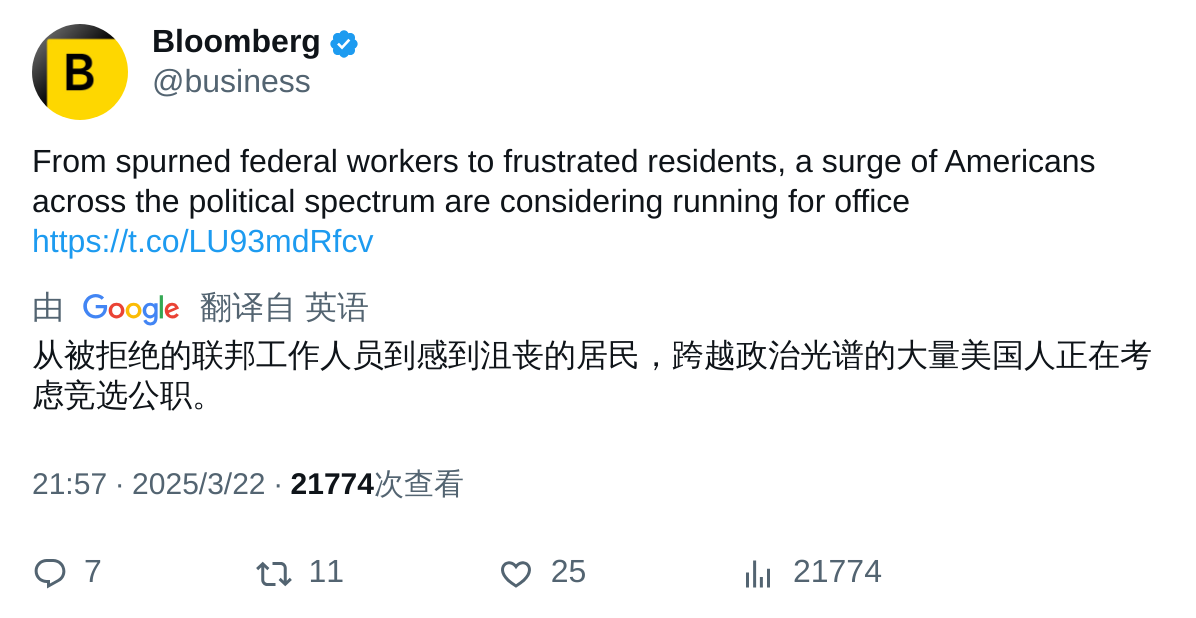 B
Bloomberg
@business
From spurned federal workers to frustrated residents, a surge of Americans
across the political spectrum are considering running for office
https://t.co/LU93mdRfcv
由 Google 翻译自 英语
从被拒绝的联邦工作人员到感到沮丧的居民，跨越政治光谱的大量美国人正在考
虑竞选公职。
21:57 · 2025/3/22 · 21774次查看
7 11 25 21774